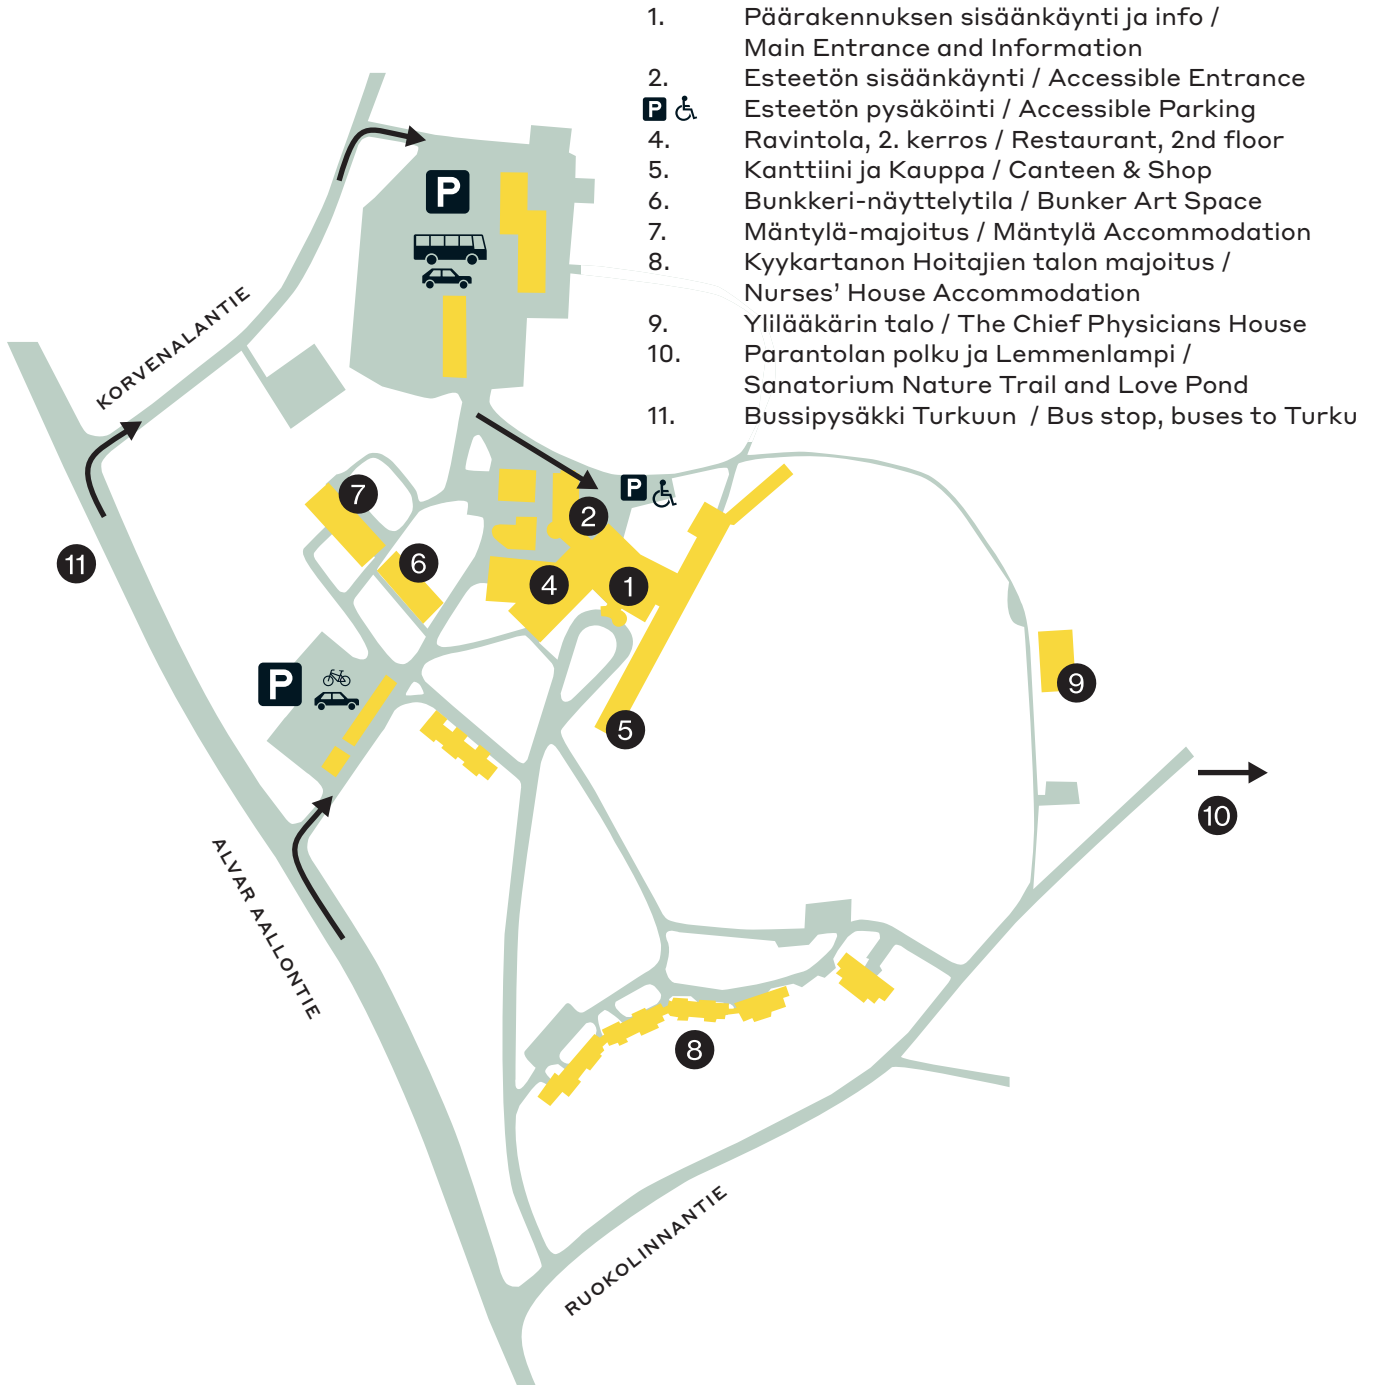 1. Päärakennuksen sisäänkäynti ja info /
Main Entrance and Information
2. Esteetön sisäänkäynti / Accessible Entrance
P Esteetön pysäköinti / Accessible Parking
4. Ravintola, 2. kerros / Restaurant, 2nd floor
5. Kanttiini ja Kauppa / Canteen & Shop
6. Bunkkeri-näyttelytila / Bunker Art Space
7. Mäntylä-majoitus / Mäntylä Accommodation
8. Kyykartanon Hoitajien talon majoitus /
Nurses’ House Accommodation
9. Ylilääkärin talo / The Chief Physicians House
10. Parantolan polku ja Lemmenlampi /
Sanatorium Nature Trail and Love Pond
11. Bussipysäkki Turkuun / Bus stop, buses to Turku
P
KORVENALANTIE
P
7
2
11
6
4
1
P
9
5
10
ALVAR AALLONTIE
8
RUOKOLINNANTIE